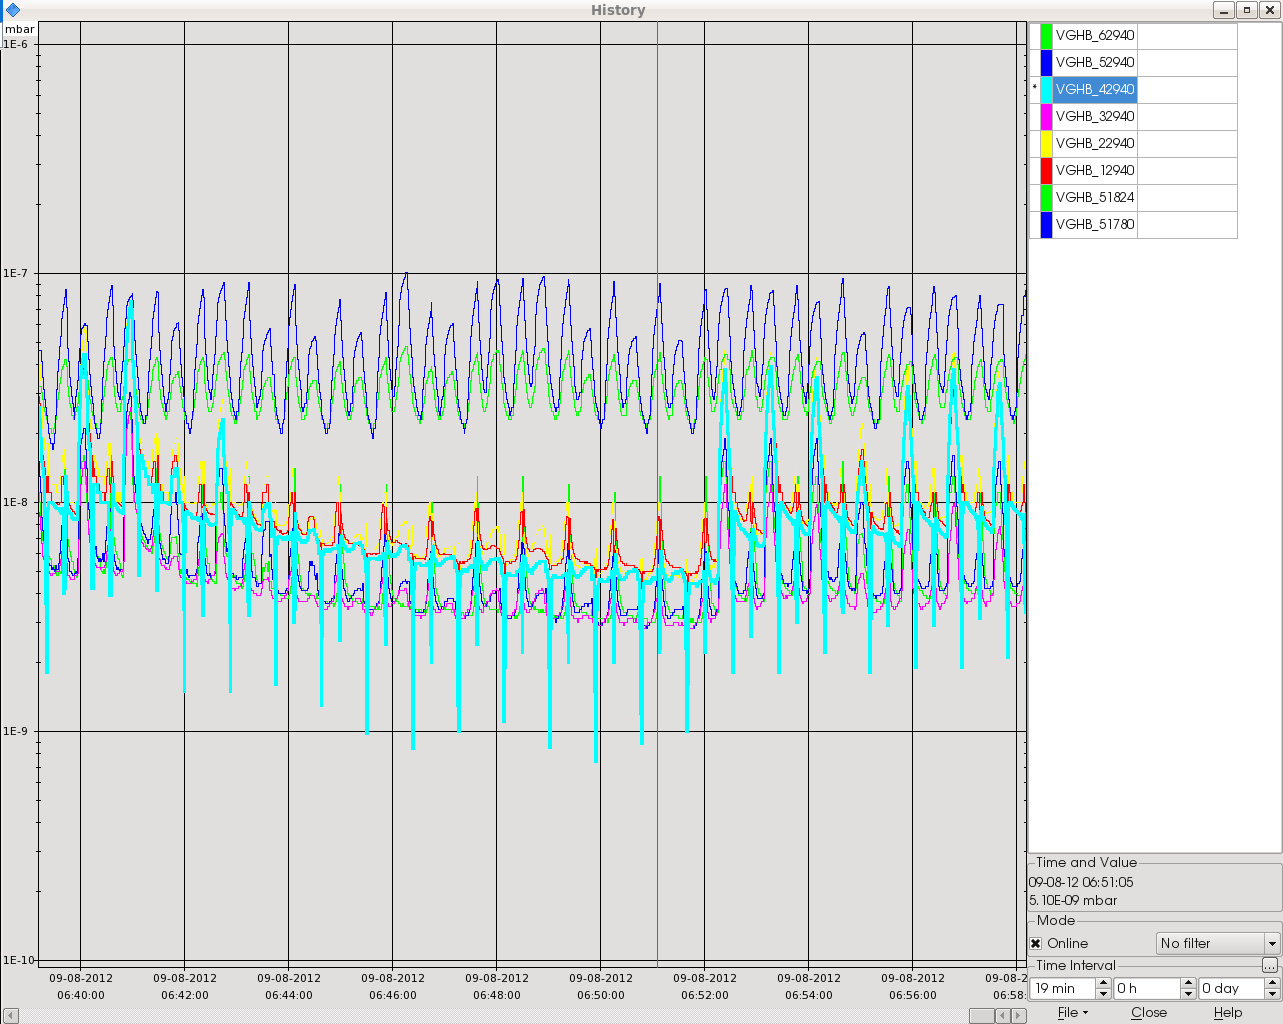 History
mbar
1E-6
1E-7
1E-8
1E-9
1E-10
09-08-2012 09-08-2012 09-08-2012 09-08-2012 09-08-2012 09-08-2012 09-08-2012 09-08-2012 09-08-2012 09-08-2
06:40:00 06:42:00 06:44:00 06:46:00 06:48:00 06:50:00 06:52:00 06:54:00 06:56:00 06:58:
VGHB_62940
VGHB_52940
* VGHB_42940
VGHB_32940
VGHB_22940
VGHB_12940
VGHB_51824
VGHB_51780
Time and Value
09-08-12 06:51:05
5.10E-09 mbar
Mode
Online No filter
Time Interval ...
19 min 0 h 0 day
File Close Help